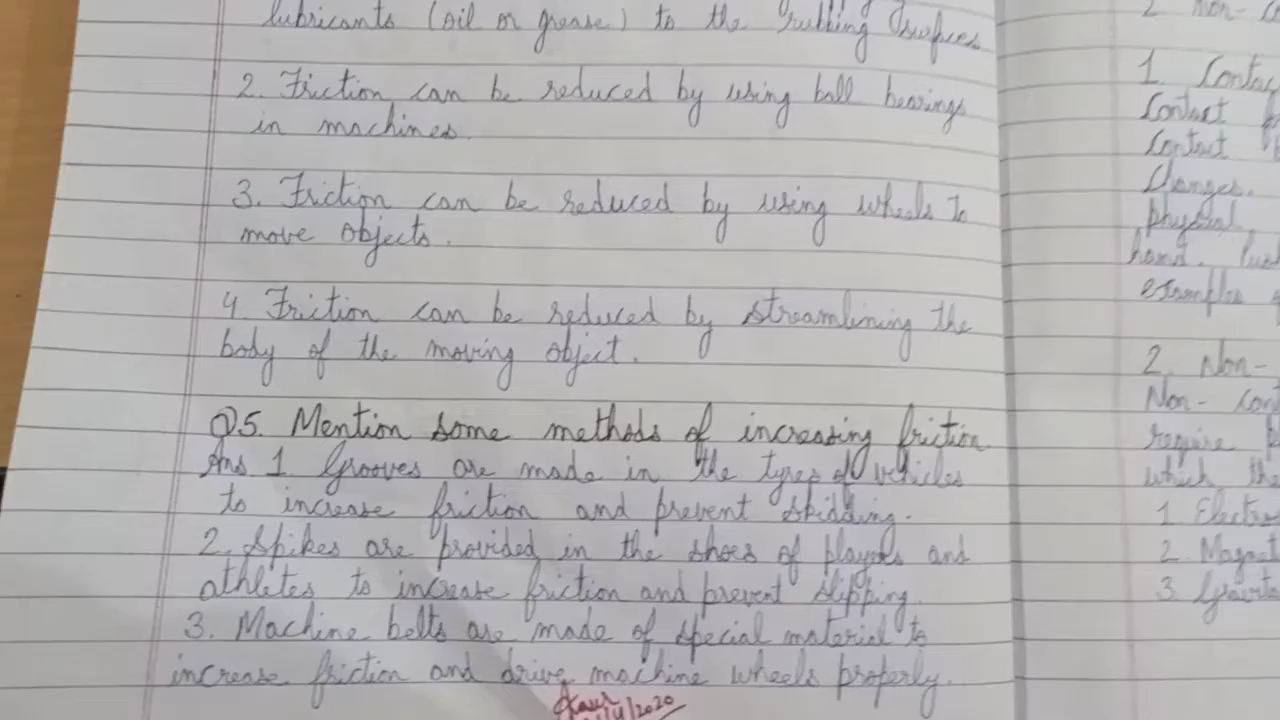 lubricants (oil or grease) to the rubbing surfaces
2. Friction can be reduced by using ball bearings
in machines.
3. Friction can be reduced by using wheels to
move objects.
4. Friction can be reduced by streamlining the
body of the moving object.
Q5. Mention some methods of increasing friction.
Ans 1. Grooves are made in the tyres of vehicles
to increase friction and prevent skidding.
2. Spikes are provided in the shoes of players and
athletes to increase friction and prevent slipping.
3. Machine belts are made of special material to
increase friction and drive machine wheels properly.
Kaur
/2020
2 Non-
1. Contac
Contact
Contact
Changes.
physical
hand.
examples
2. Non-
Non- Cont
require
which the
1. Electro
2. Magnet
3. Gravita